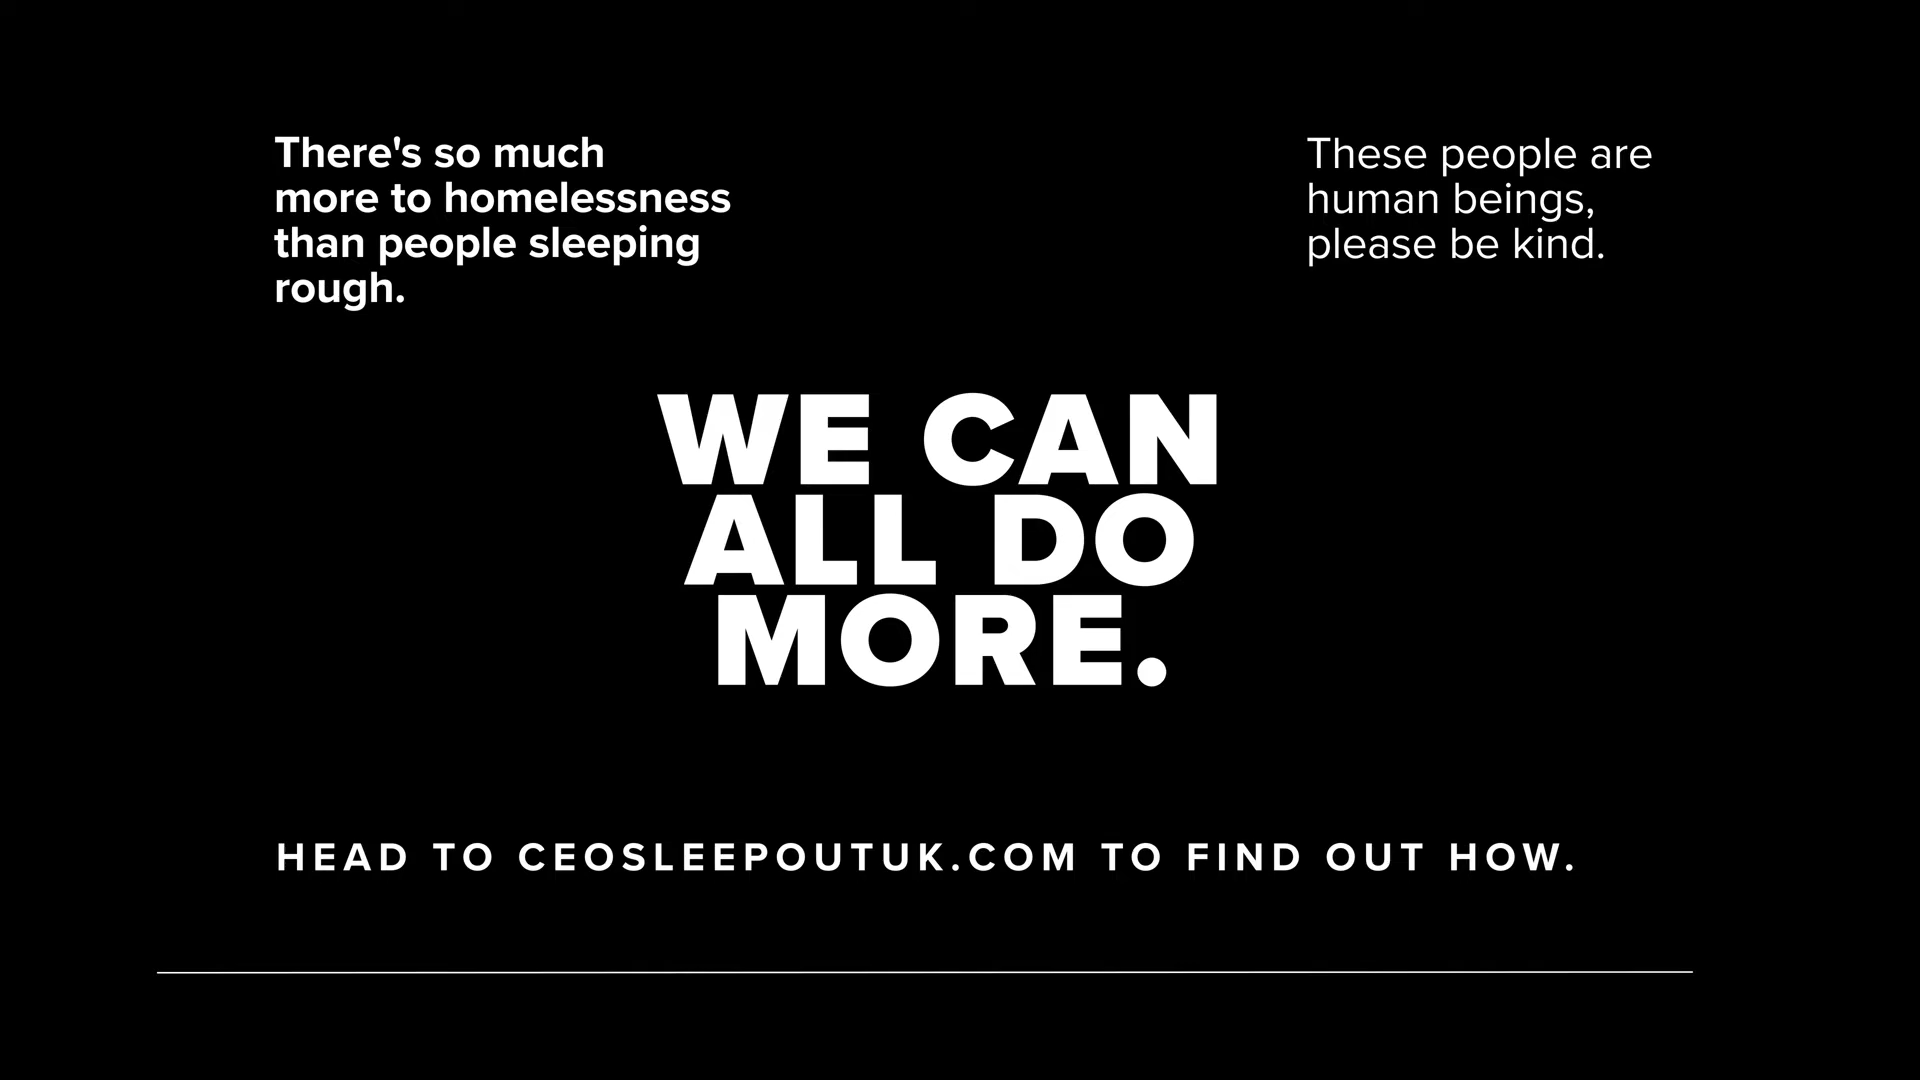 There's so much
more to homelessness
than people sleeping
rough.
These people are
human beings,
please be kind.
WE CAN
ALL DO
MORE.
HEAD TO CEOSLEEPOUTUK.COM TO FIND OUT HOW.